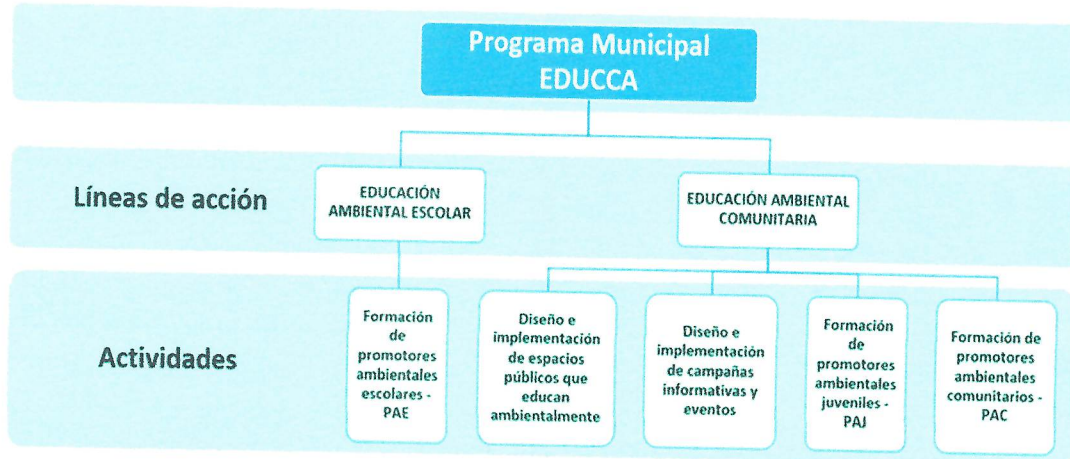 Programa Municipal
EDUCCA
Líneas de acción
EDUCACIÓN
AMBIENTAL ESCOLAR
EDUCACIÓN AMBIENTAL
COMUNITARIA
Actividades
Formación
de
promotores
ambientales
escolares -
PAE
Diseño e
implementación
de espacios
públicos que
educan
ambientalmente
Diseño e
implementación
de campañas
informativas y
eventos
Formación
de
promotores
ambientales
juveniles -
PAJ
Formación de
promotores
ambientales
comunitarios -
PAC